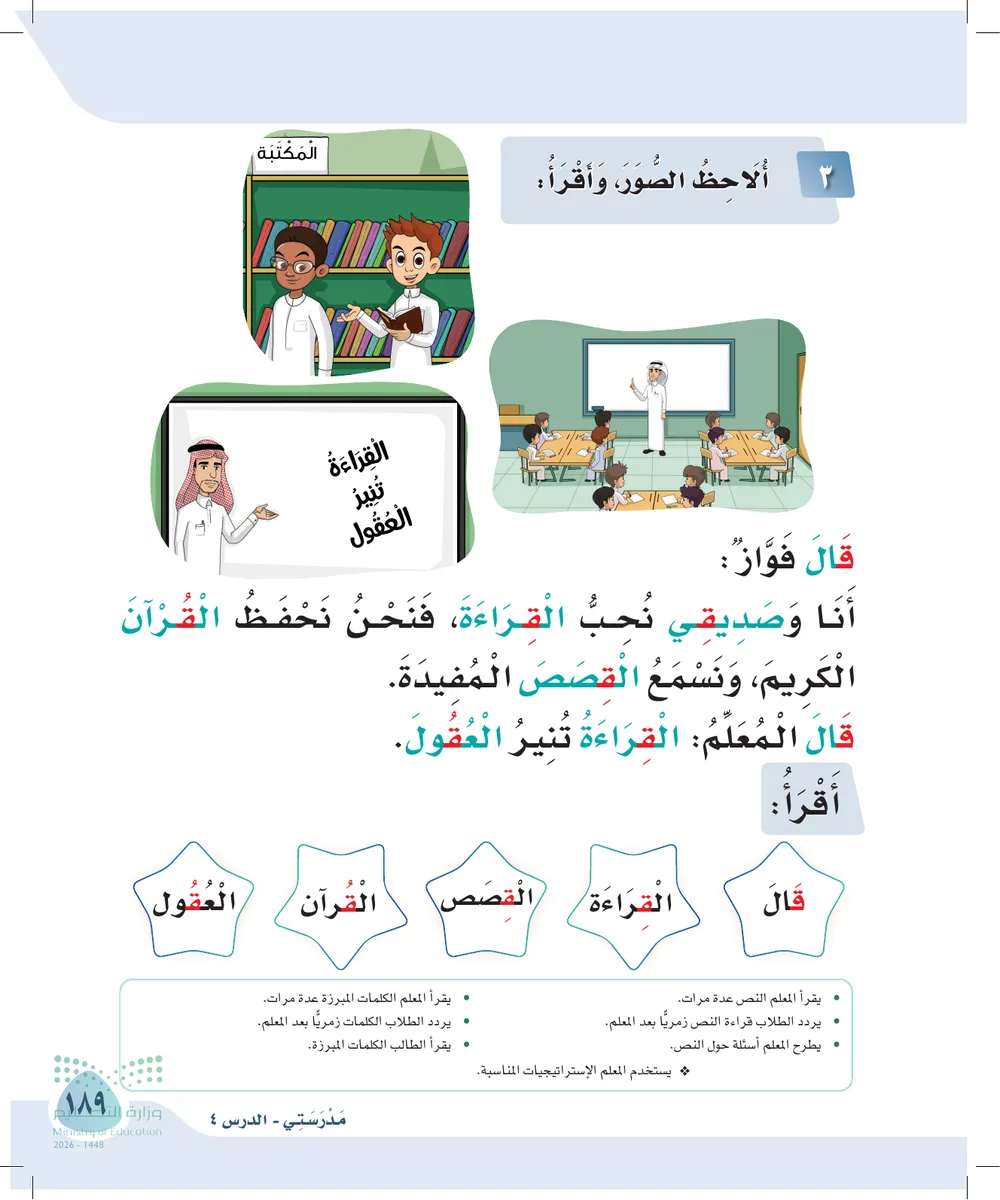 ٣
أُلَاحِظُ الصُّوَرَ، وَأَقْرَأُ:
الْمَكْتَبَة
الْقِرَاءَةُ
تُنِيرُ
الْعُقُول
قَالَ فَوَّازٌ:
أَنَا وَصَدِيقِي نُحِبُّ الْقِرَاءَةَ، فَنَحْنُ نَحْفَظُ الْقُرْآنَ
الْكَرِيمَ، وَنَسْمَعُ الْقِصَصَ الْمُفِيدَةَ.
قَالَ الْمُعَلِّمُ: الْقِرَاءَةُ تُنِيرُ الْعُقُولَ.
أَقْرَأُ:
قَالَ
الْقِرَاءَة
الْقِصَص
الْقُرآن
الْعُقُول
• يقرأ المعلم النص عدة مرات.
• يردد الطلاب قراءة النص زمريًّا بعد المعلم.
• يطرح المعلم أسئلة حول النص.
• يقرأ المعلم الكلمات المبرزة عدة مرات.
• يردد الطلاب الكلمات زمريًّا بعد المعلم.
• يقرأ الطالب الكلمات المبرزة.
❖ يستخدم المعلم الإستراتيجيات المناسبة.
مَدْرَسَتِي - الدرس ٤
١٨٩
وزارة التعليم
Ministry of Education
2026 - 1448